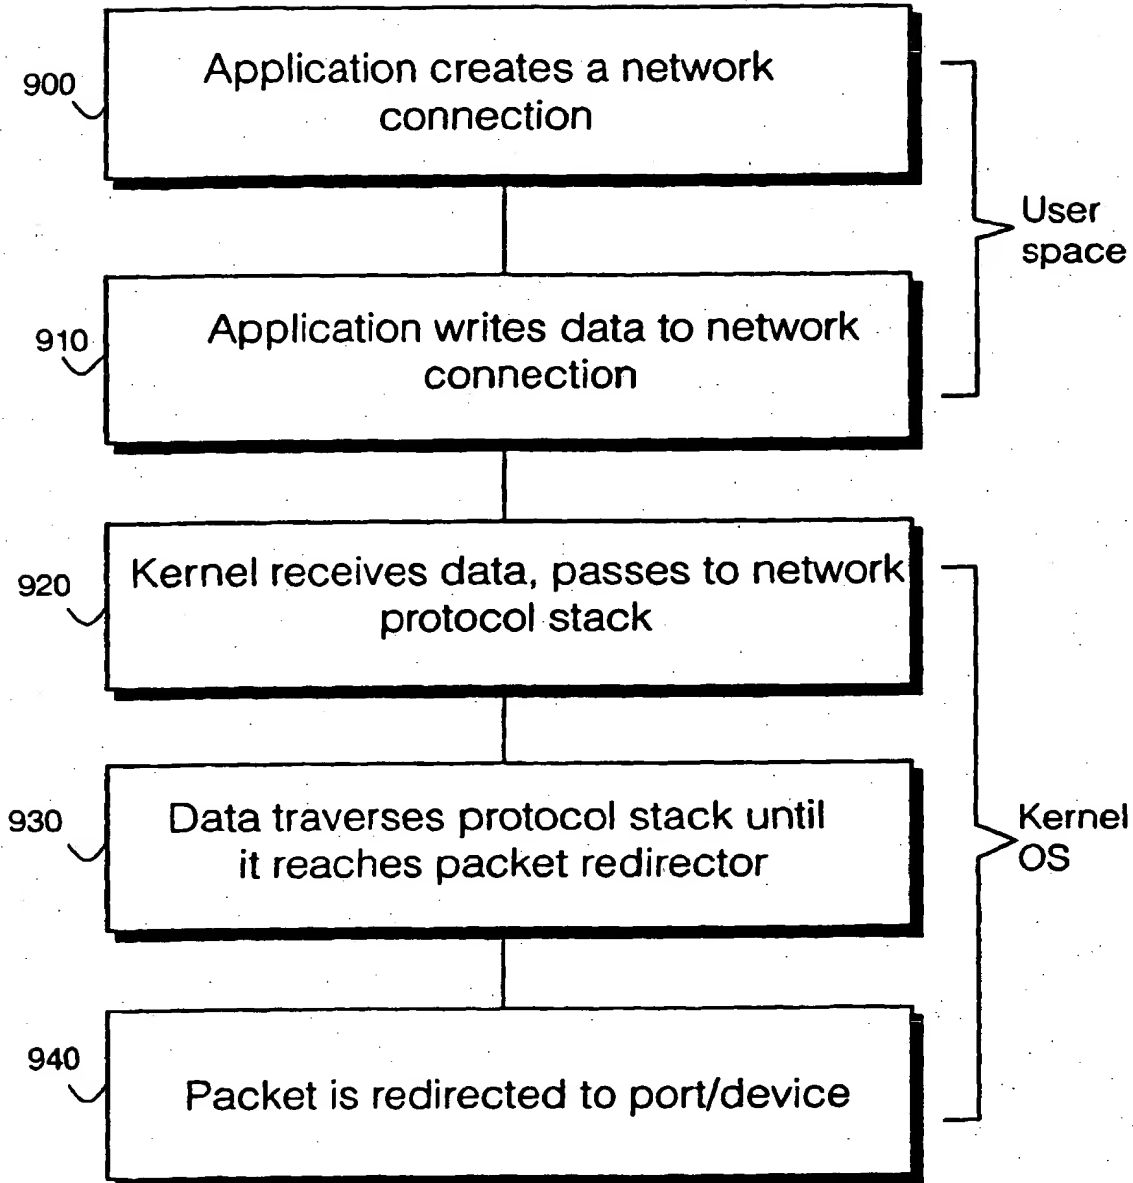 900
Application creates a network
connection
User
space
910
Application writes data to network
connection
920
Kernel receives data, passes to network
protocol stack
930
Data traverses protocol stack until
it reaches packet redirector
Kernel
OS
940
Packet is redirected to port/device